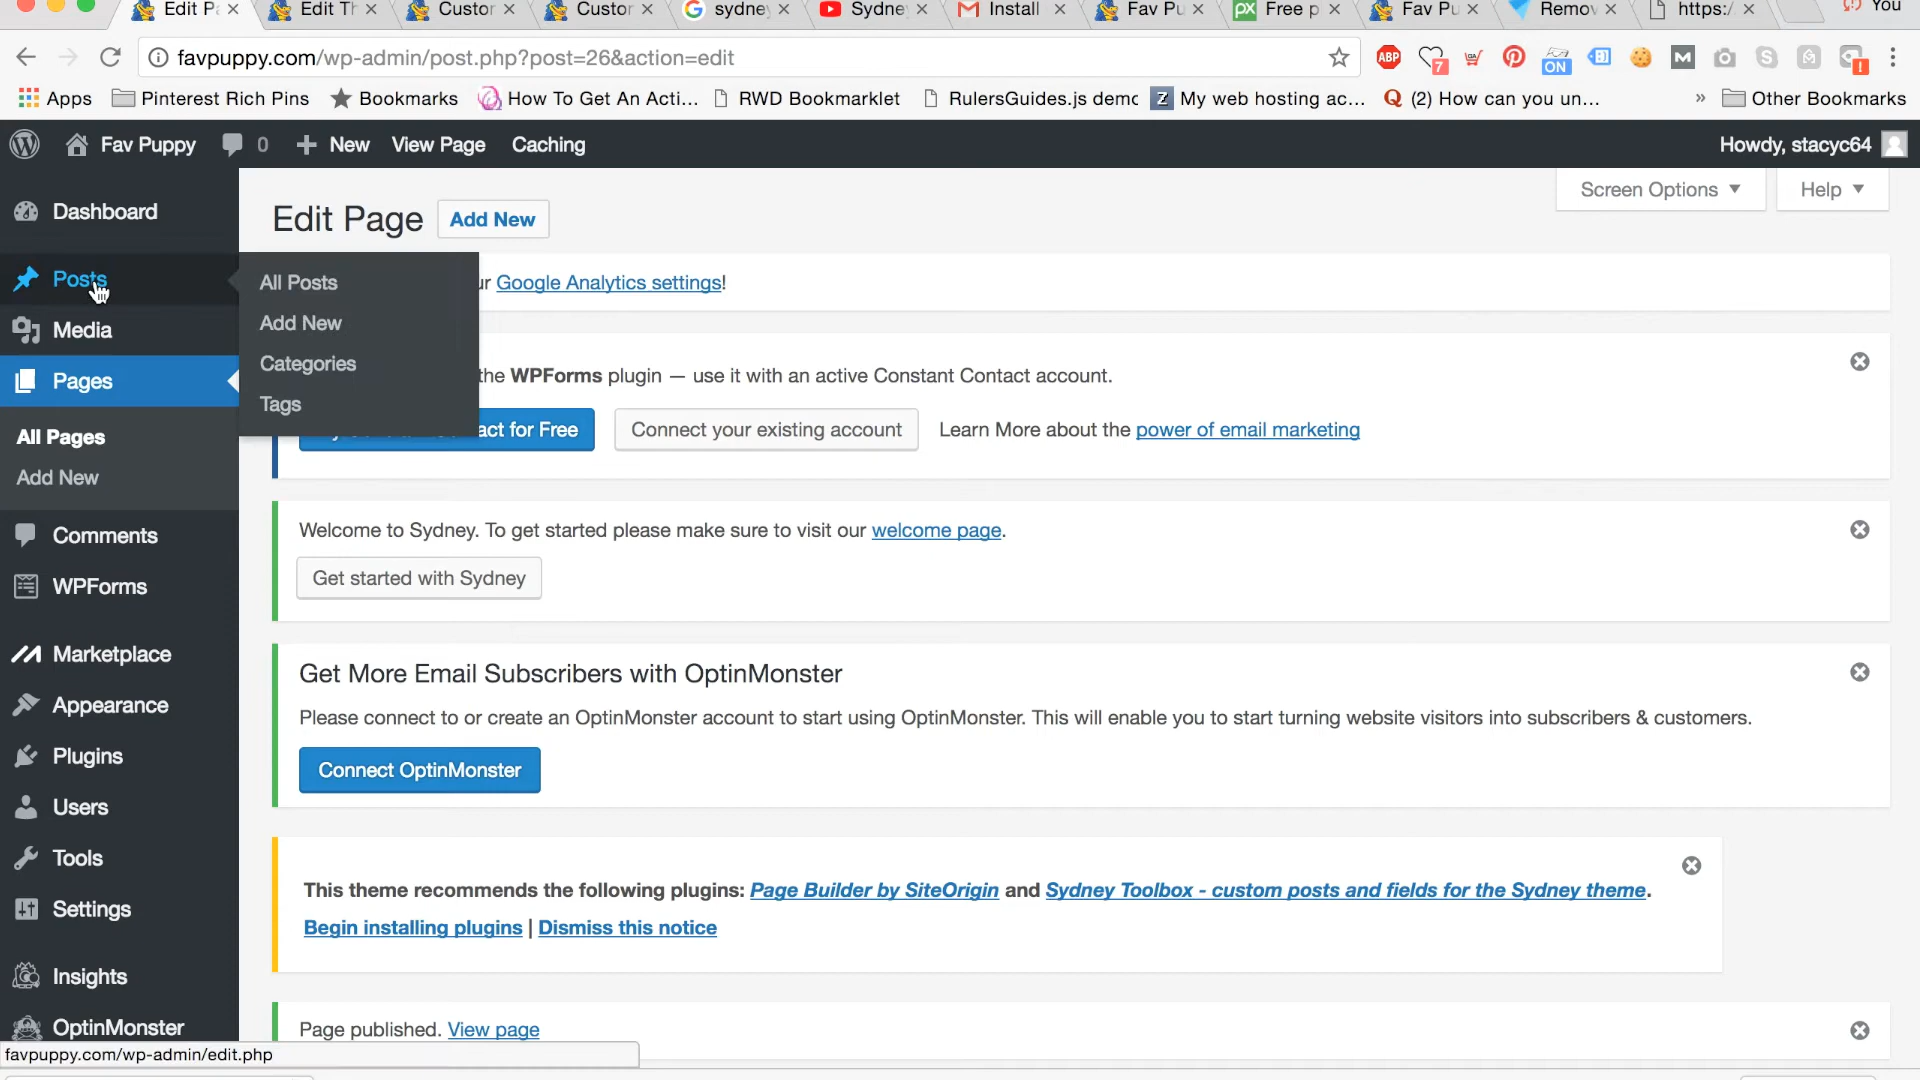 Edit Pa
Edit Th
Custor
Custor
sydney
Sydne
Install
Fav Pu
Free p
Fav Pu
Remov
https:/
You
favpuppy.com/wp-admin/post.php?post=26&action=edit
ABP
7
ON
M
Apps
Pinterest Rich Pins
Bookmarks
How To Get An Acti...
RWD Bookmarklet
RulersGuides.js demo
Z My web hosting ac...
(2) How can you un...
»
Other Bookmarks
Fav Puppy
0
New
View Page
Caching
Howdy, stacyc64
Dashboard
Posts
Media
Pages
All Pages
Add New
Comments
WPForms
Marketplace
Appearance
Plugins
Users
Tools
Settings
Insights
OptinMonster
All Posts
Add New
Categories
Tags
Screen Options
Help
Edit Page
Add New
ur Google Analytics settings!
the WPForms plugin — use it with an active Constant Contact account.
act for Free
Connect your existing account
Learn More about the power of email marketing
Welcome to Sydney. To get started please make sure to visit our welcome page.
Get started with Sydney
Get More Email Subscribers with OptinMonster
Please connect to or create an OptinMonster account to start using OptinMonster. This will enable you to start turning website visitors into subscribers & customers.
Connect OptinMonster
This theme recommends the following plugins: Page Builder by SiteOrigin and Sydney Toolbox - custom posts and fields for the Sydney theme.
Begin installing plugins | Dismiss this notice
Page published. View page
favpuppy.com/wp-admin/edit.php